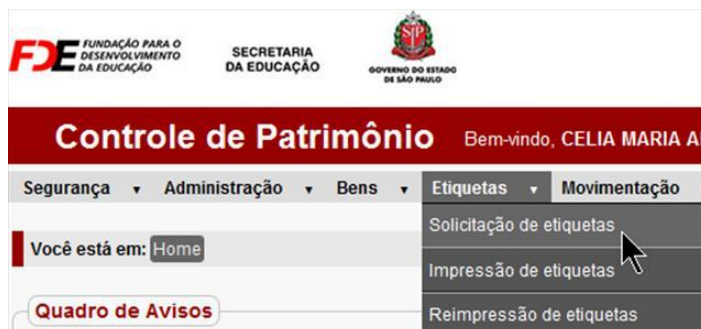 FDE FUNDAÇÃO PARA O
DESENVOLVIMENTO
DA EDUCAÇÃO
SECRETARIA
DA EDUCAÇÃO
SP
GOVERNO DO ESTADO
DE SÃO PAULO
Controle de Patrimônio Bem-vindo, CELIA MARIA
Segurança Administração Bens Etiquetas Movimentação
Solicitação de etiquetas
Você está em: Home
Impressão de etiquetas
Quadro de Avisos
Reimpressão de etiquetas